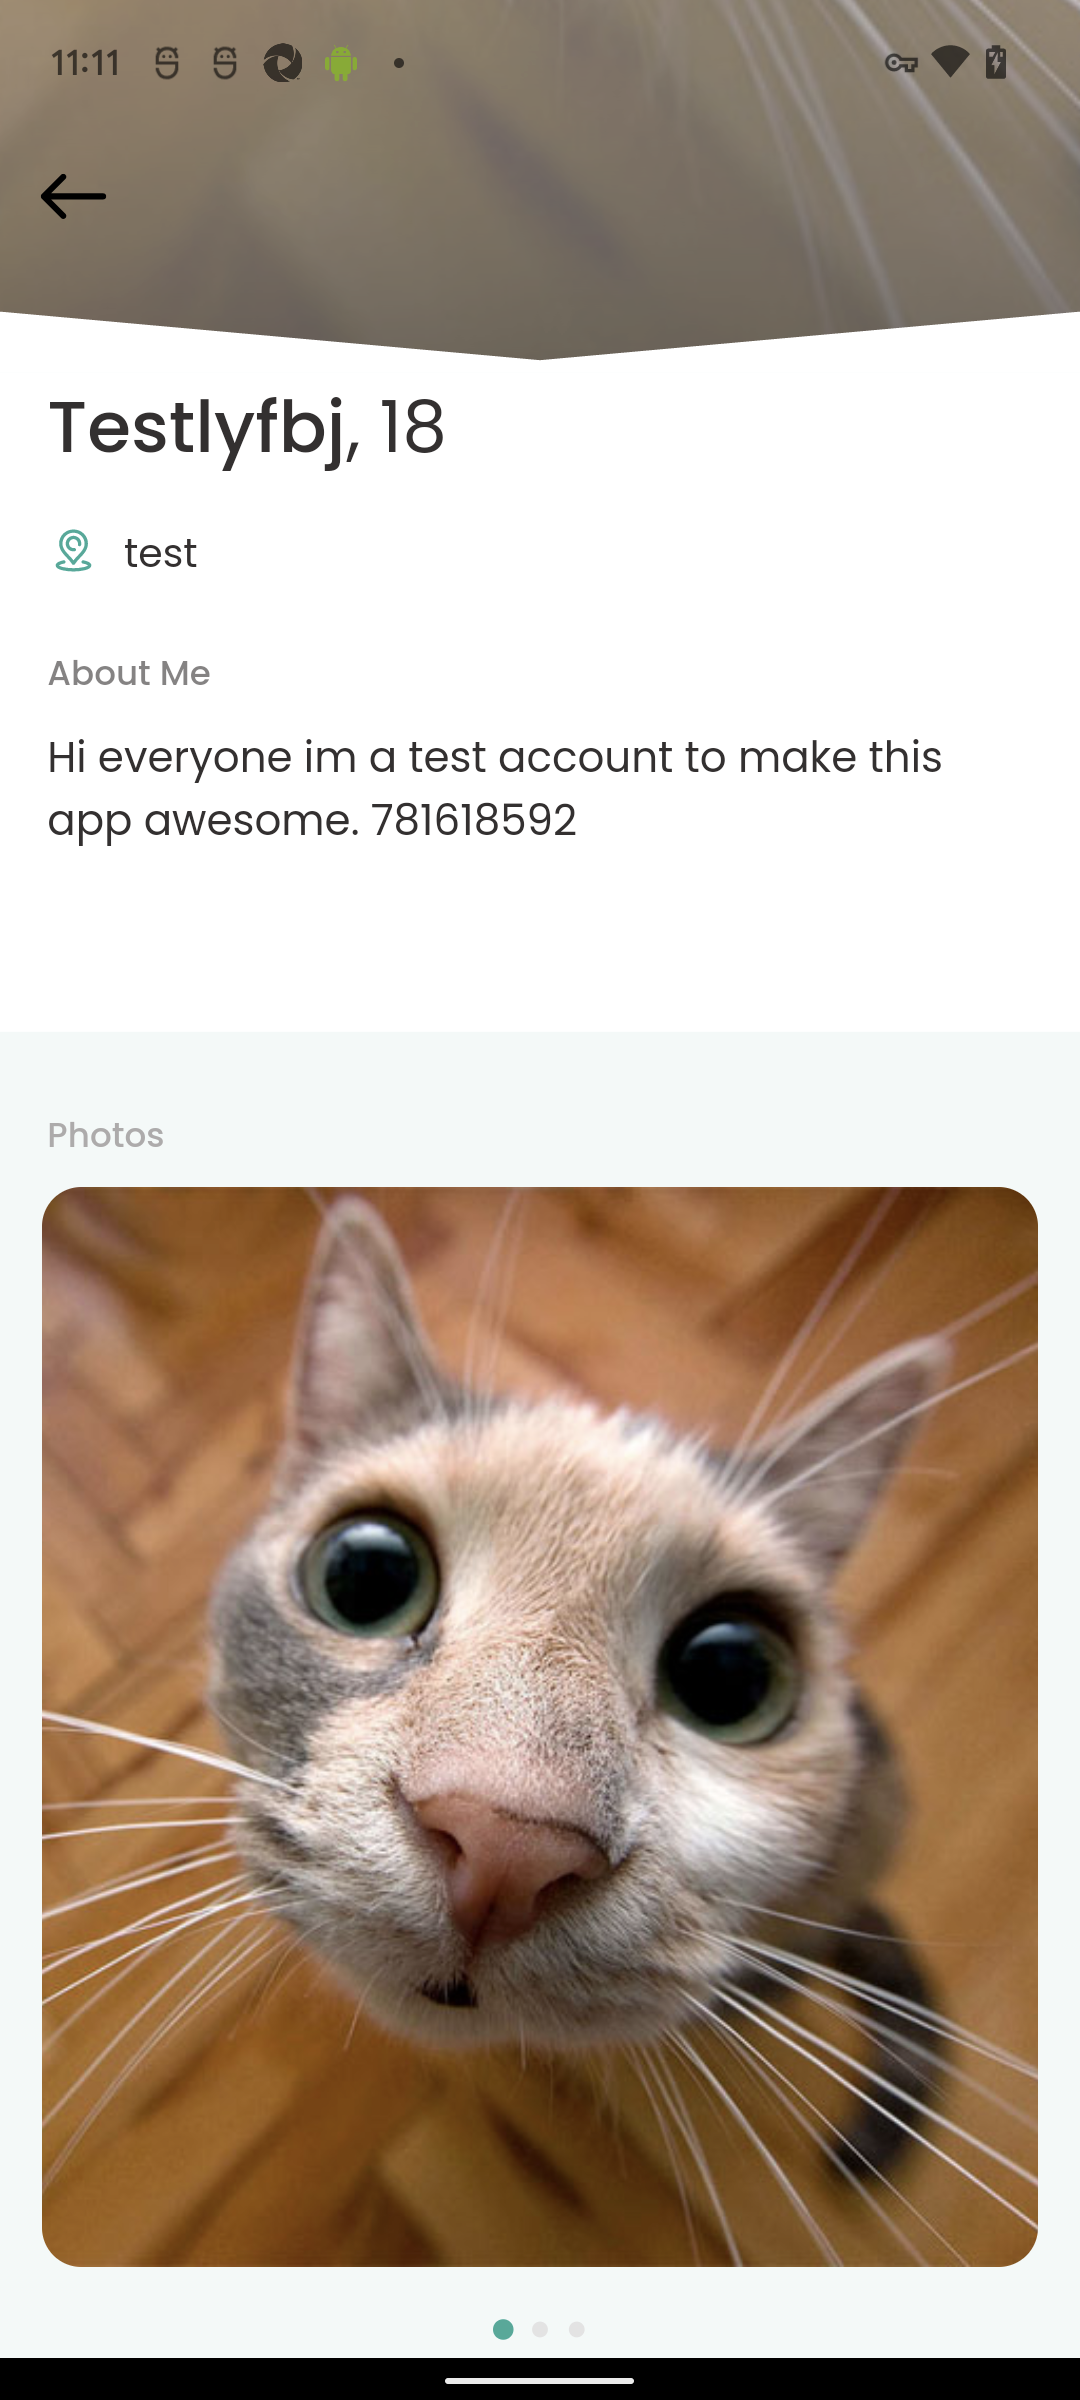 11:11
Testlyfbj, 18
test
About Me
Hi everyone im a test account to make this
app awesome. 781618592
Photos